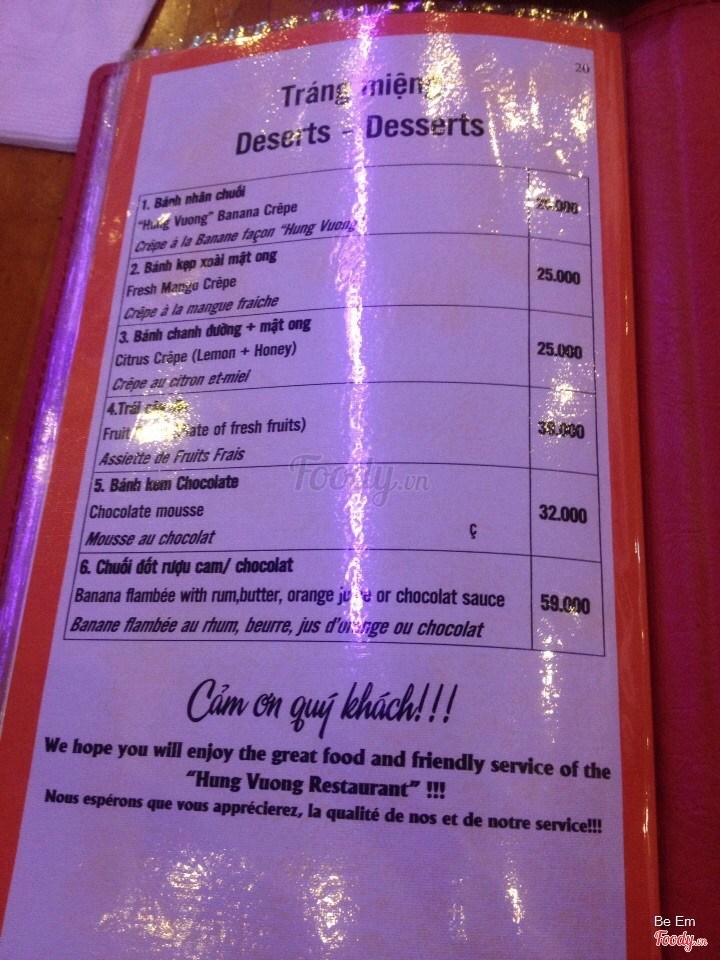 20
Tráng miệng
Deserts - Desserts
1. Bánh nhân chuối
"Hung Vuong" Banana Crêpe
Crêpe à la Banane façon "Hung Vuong
2. Bánh kẹp xoài mật ong
Fresh Mango Crêpe
Crêpe à la mangue fraiche
25.000
3. Bánh chanh đường + mật ong
Citrus Crêpe (Lemon + Honey)
Crêpe au citron et-miel
25.000
4.Trái
Fruit of fresh fruits)
Assiette de Fruits Frais
5. Bánh kem Chocolate
Chocolate mousse
Mousse au chocolat
Ç
32.000
6. Chuối đốt rượu cam/ chocolat
Banana flambée with rum,butter, orange juice or chocolat sauce
Banane flambée au rhum, beurre, jus d'orange ou chocolat
59.000
Foody.vn
Cảm ơn quý khách!!!
We hope you will enjoy the great food and friendly service of the
"Hung Vuong Restaurant" !!!
Nous espérons que vous apprécierez, la qualité de nos et de notre service!!!
Be Em
Foody.vn